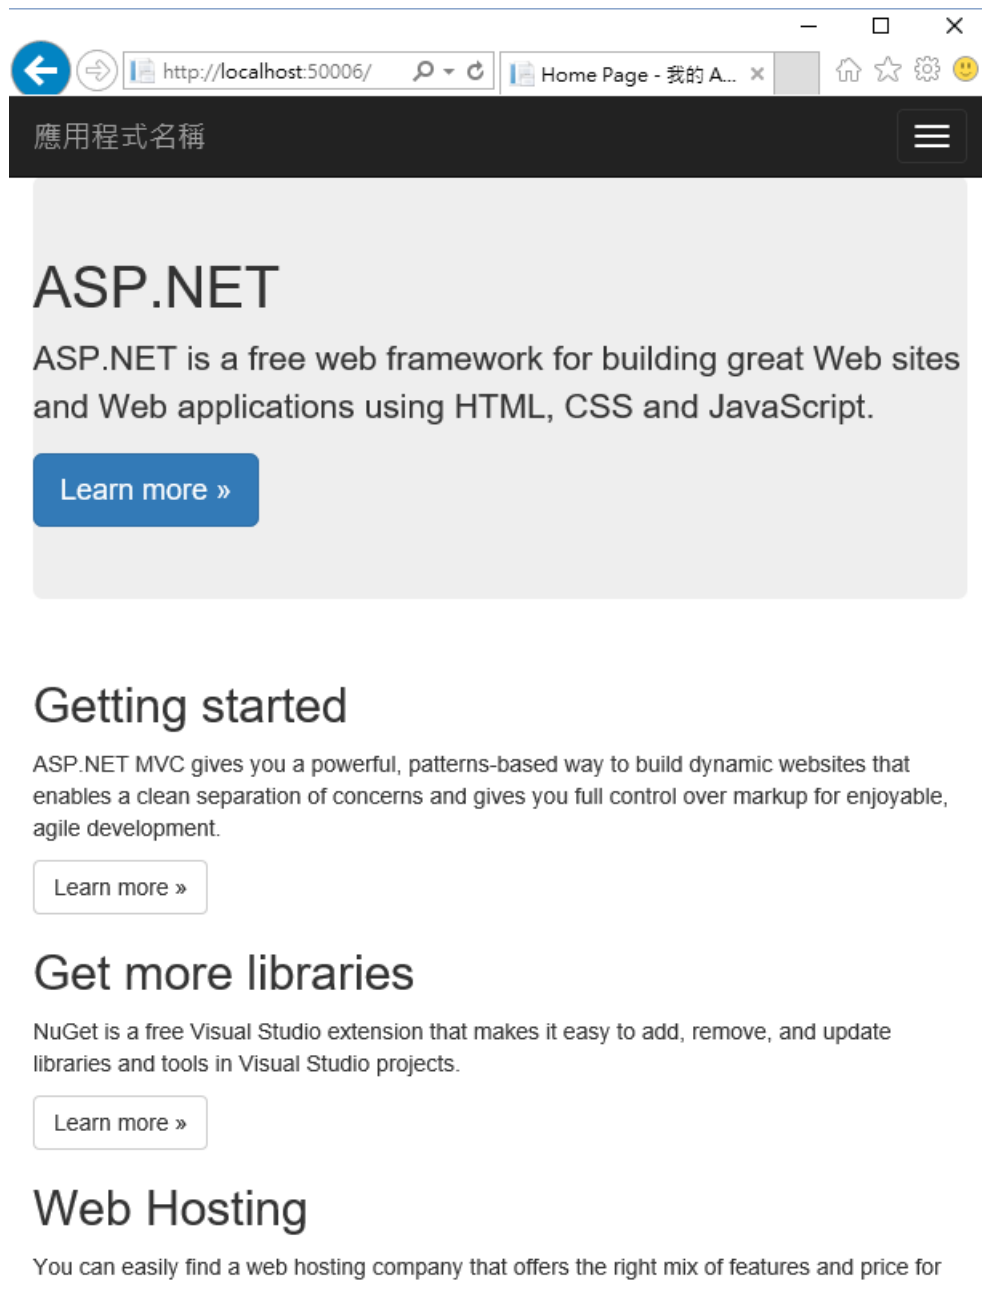 http://localhost:50006/
Home Page - 我的 A...
應用程式名稱
ASP.NET
ASP.NET is a free web framework for building great Web sites
and Web applications using HTML, CSS and JavaScript.
Learn more »
Getting started
ASP.NET MVC gives you a powerful, patterns-based way to build dynamic websites that
enables a clean separation of concerns and gives you full control over markup for enjoyable,
agile development.
Learn more »
Get more libraries
NuGet is a free Visual Studio extension that makes it easy to add, remove, and update
libraries and tools in Visual Studio projects.
Learn more »
Web Hosting
You can easily find a web hosting company that offers the right mix of features and price for